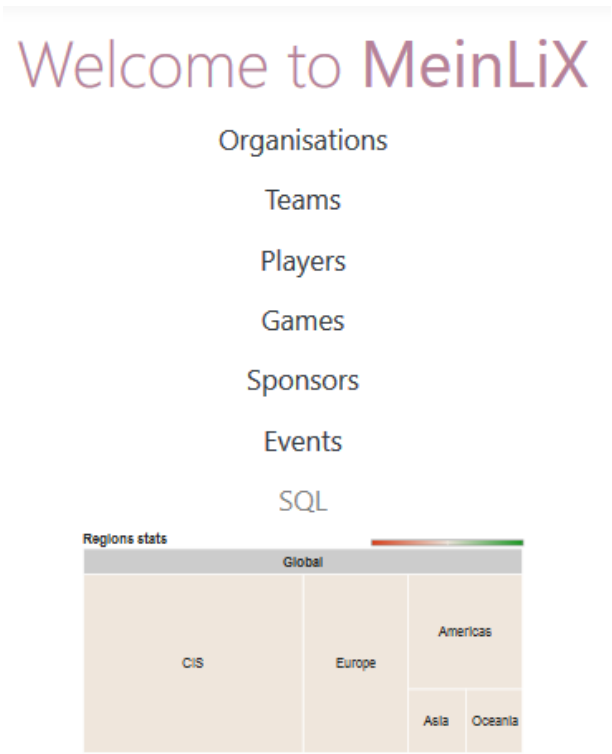 Welcome to MeinLiX
Organisations
Teams
Players
Games
Sponsors
Events
SQL
Regions stats
Global
CIS
Europe
Americas
Asia
Oceania